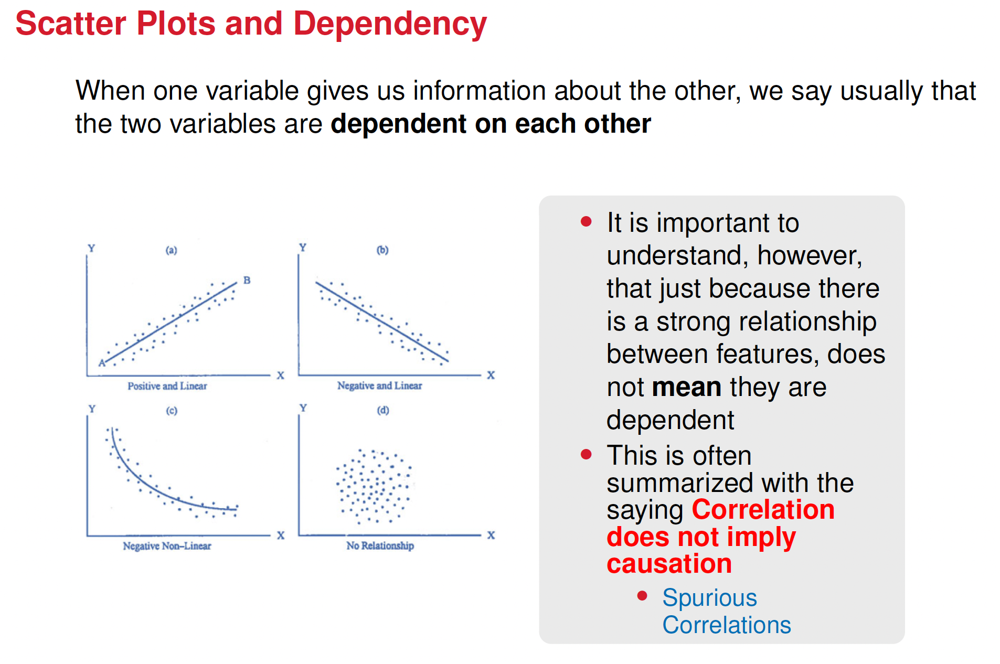 Scatter Plots and Dependency
When one variable gives us information about the other, we say usually that
the two variables are dependent on each other
Y
(a)
B
A
X
Positive and Linear
Y
(b)
X
Negative and Linear
Y
(c)
X
Negative Non–Linear
Y
(d)
X
No Relationship
• It is important to
understand, however,
that just because there
is a strong relationship
between features, does
not mean they are
dependent
• This is often
summarized with the
saying Correlation
does not imply
causation
• Spurious
Correlations